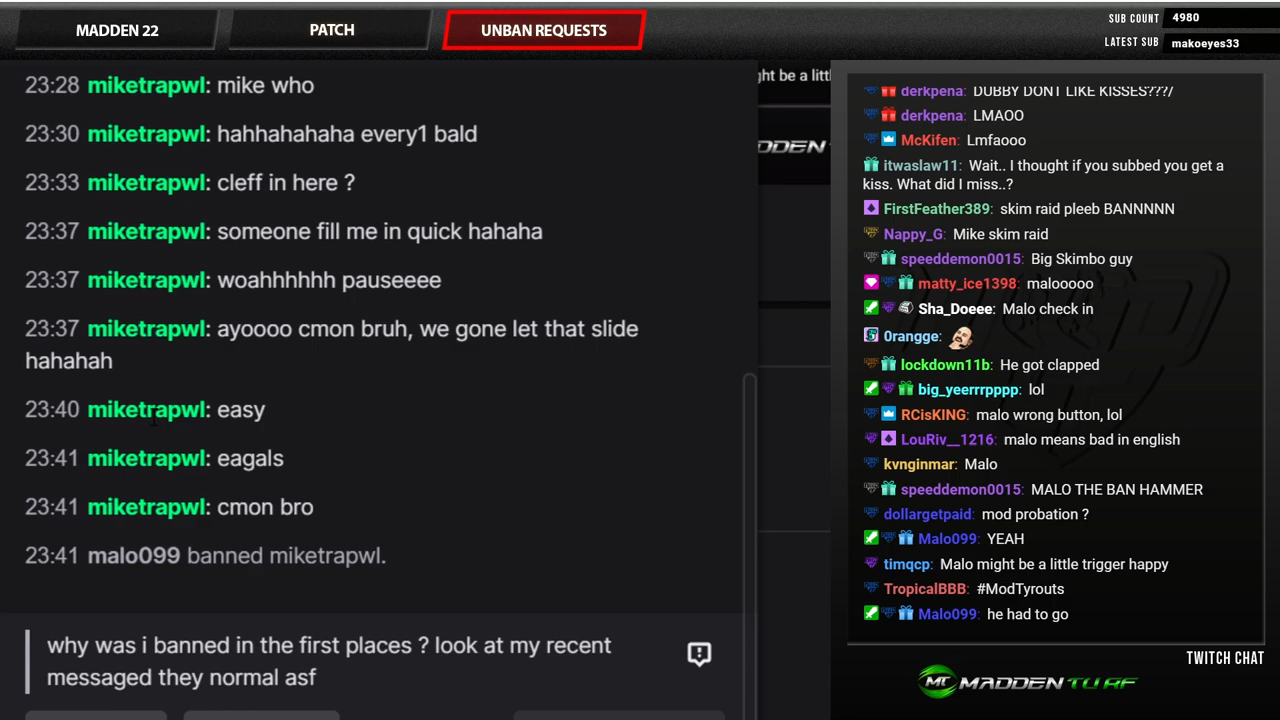 MADDEN 22
PATCH
UNBAN REQUESTS
SUB COUNT 4980
LATEST SUB makoeyes33
23:28 miketrapwl: mike who
23:30 miketrapwl: hahhahahaha every1 bald
23:33 miketrapwl: cleff in here ?
23:37 miketrapwl: someone fill me in quick hahaha
23:37 miketrapwl: woahhhhhh pauseeee
23:37 miketrapwl: ayoooo cmon bruh, we gone let that slide
hahahah
23:40 miketrapwl: easy
23:41 miketrapwl: eagals
23:41 miketrapwl: cmon bro
23:41 malo099 banned miketrapwl.
why was i banned in the first places ? look at my recent
messaged they normal asf
ght be a littl
DDEN
derkpena: DUBBY DONT LIKE KISSES???/
derkpena: LMAOO
McKifen: Lmfaooo
itwaslaw11: Wait.. I thought if you subbed you get a
kiss. What did I miss..?
FirstFeather389: skim raid pleeb BANNNNN
Nappy_G: Mike skim raid
speeddemon0015: Big Skimbo guy
matty_ice1398: malooooo
Sha_Doeee: Malo check in
0rangge:
lockdown11b: He got clapped
big_yeerrrpppp: lol
RCisKING: malo wrong button, lol
LouRiv__1216: malo means bad in english
kvnginmar: Malo
speeddemon0015: MALO THE BAN HAMMER
dollargetpaid: mod probation ?
Malo099: YEAH
timqcp: Malo might be a little trigger happy
TropicalBBB: #ModTyrouts
Malo099: he had to go
TWITCH CHAT
MT MADDEN TURF